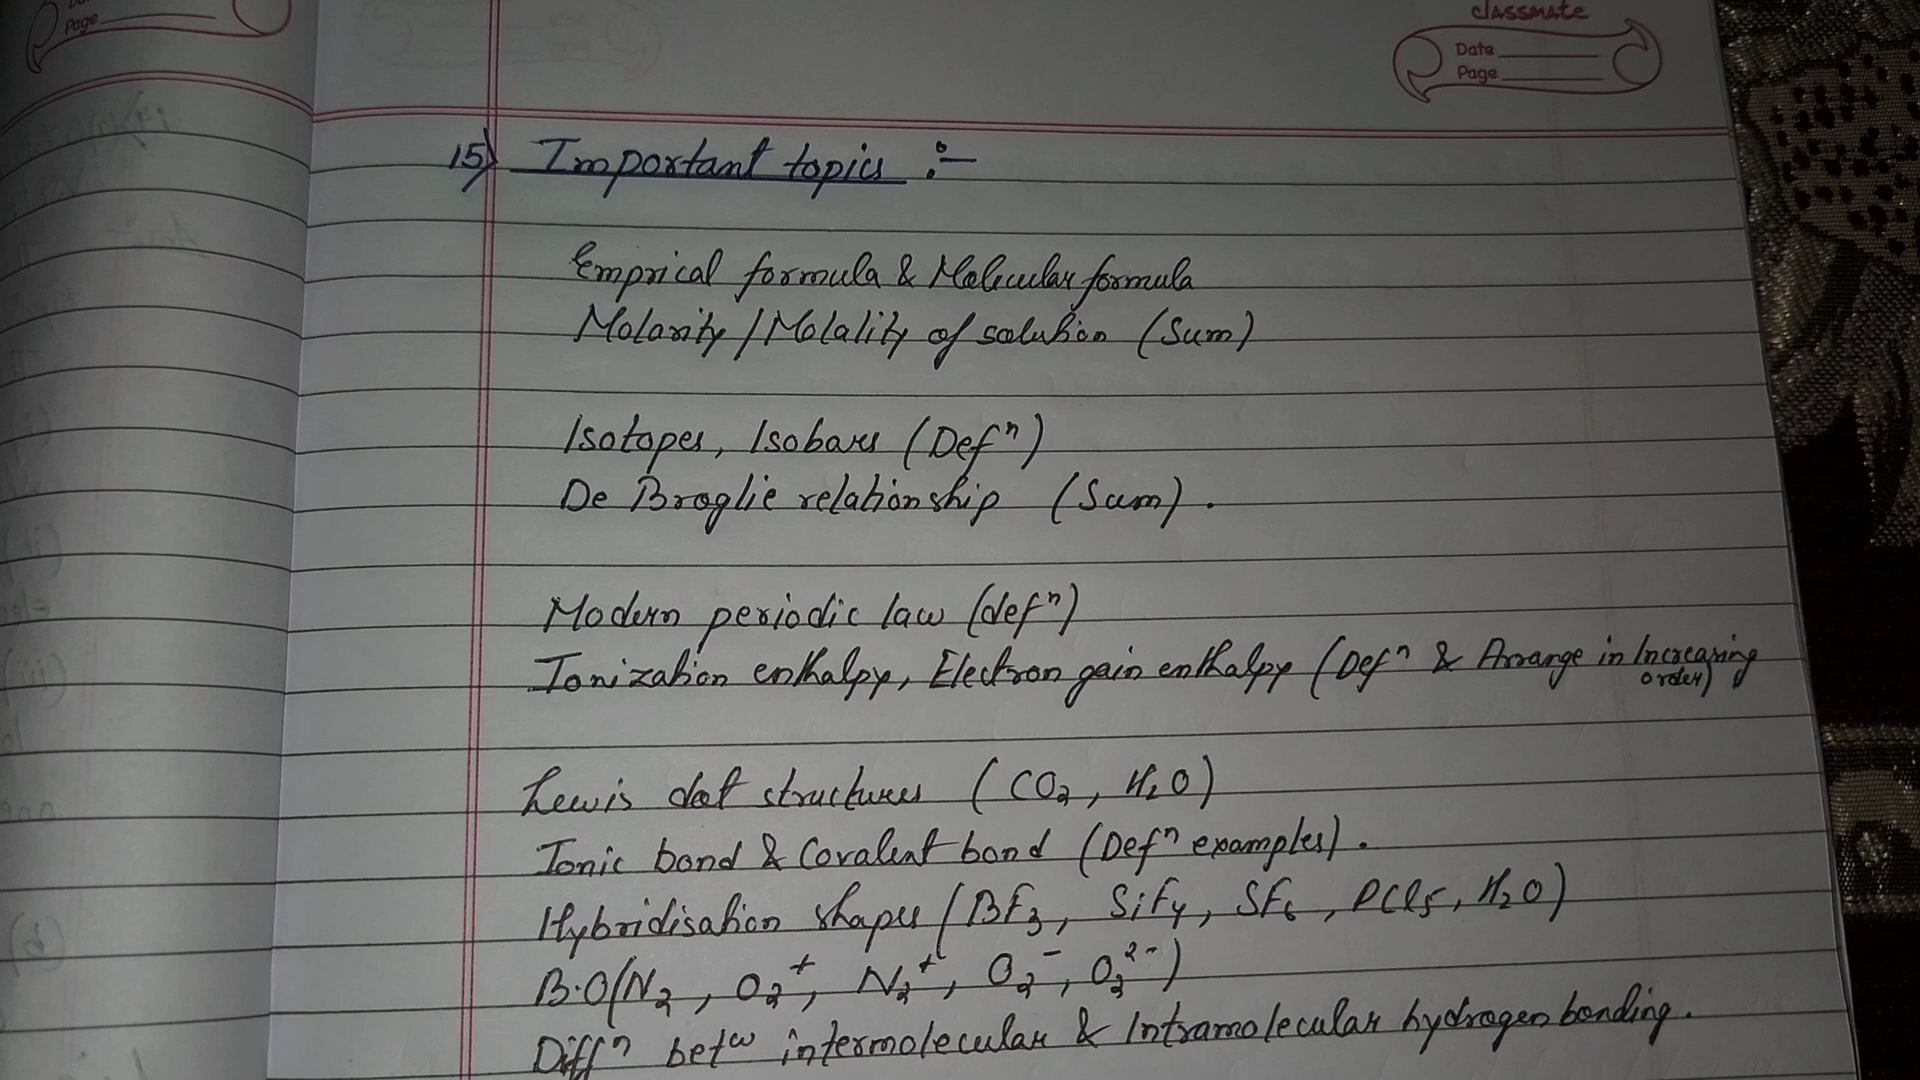 Page
classmate
Date
Page
15) Important topics :-
Emprical formula & Molecular formula
Molarity / Molality of solution (Sum)
Isotopes, Isobars (Defⁿ)
De Broglie relationship (Sum).
Modern periodic law (defⁿ)
Ionization enthalpy, Electron gain enthalpy (Defⁿ & Arrange in Increasing order)
Lewis dot structures (CO₂, H₂O)
Ionic bond & Covalent bond (Defⁿ examples).
Hybridisation shapes (BF₃, SiF₄, SF₆, PCl₅, H₂O)
B.O(N₂, O₂⁺, N₂⁺, O₂⁻, O₂²⁻)
Diffⁿ betʷ intermolecular & Intramolecular hydrogen bonding.